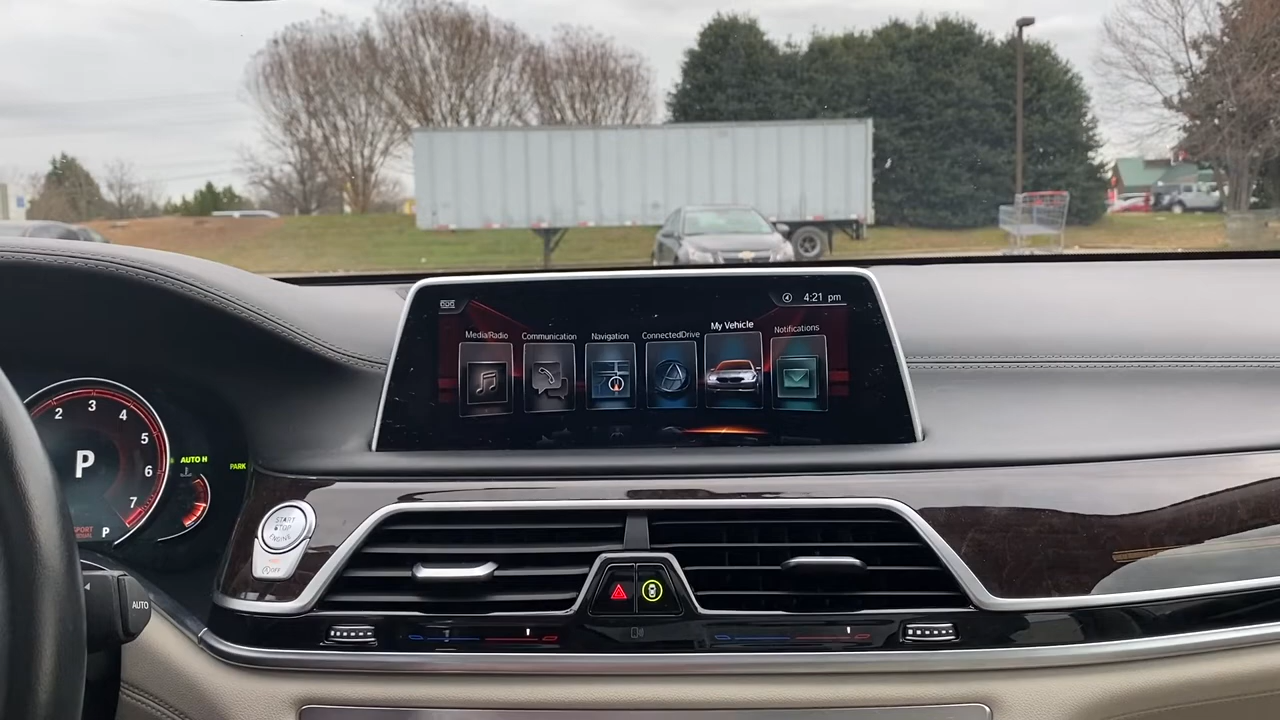 4:21 pm
Media/Radio
Communication
Navigation
ConnectedDrive
My Vehicle
Notifications
2
3
4
5
6
7
P
AUTO H
PARK
SPORT
P
START
STOP
ENGINE
OFF
AUTO